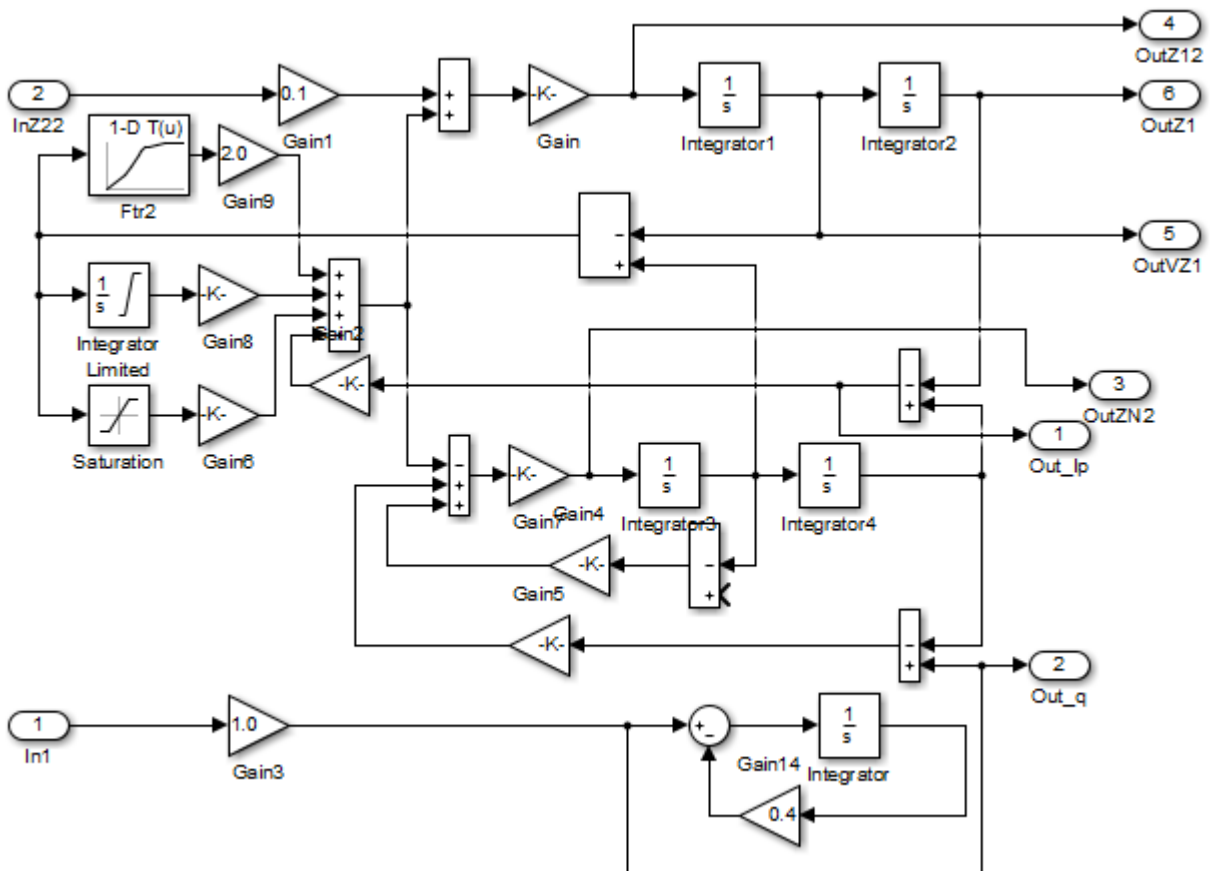 4
OutZ12
2
InZ22
0.1
Gain1
+
+
-K-
Gain
1
s
Integrator1
1
s
Integrator2
6
OutZ1
1-D T(u)
Ftr2
2.0
Gain9
−
+
5
OutVZ1
1
s
Integrator
Limited
-K-
Gain8
+
+
+
Gain2
-K-
−
+
3
OutZN2
1
Out_Ip
Saturation
-K-
Gain6
−
+
+
-K-
Gain7
Gain4
1
s
Integrator3
1
s
Integrator4
-K-
Gain5
−
+
-K-
−
+
2
Out_q
1
In1
1.0
Gain3
+
−
Gain14
1
s
Integrator
0.4